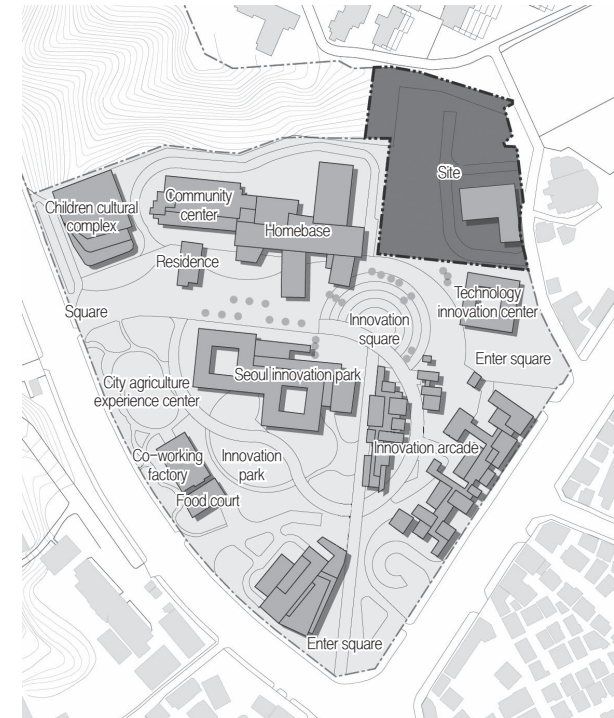 Site
Children cultural
complex
Community
center
Homebase
Residence
Square
Technology
innovation center
Innovation
square
Enter square
Seoul innovation park
City agriculture
experience center
Innovation arcade
Co-working
factory
Innovation
park
Food court
Enter square